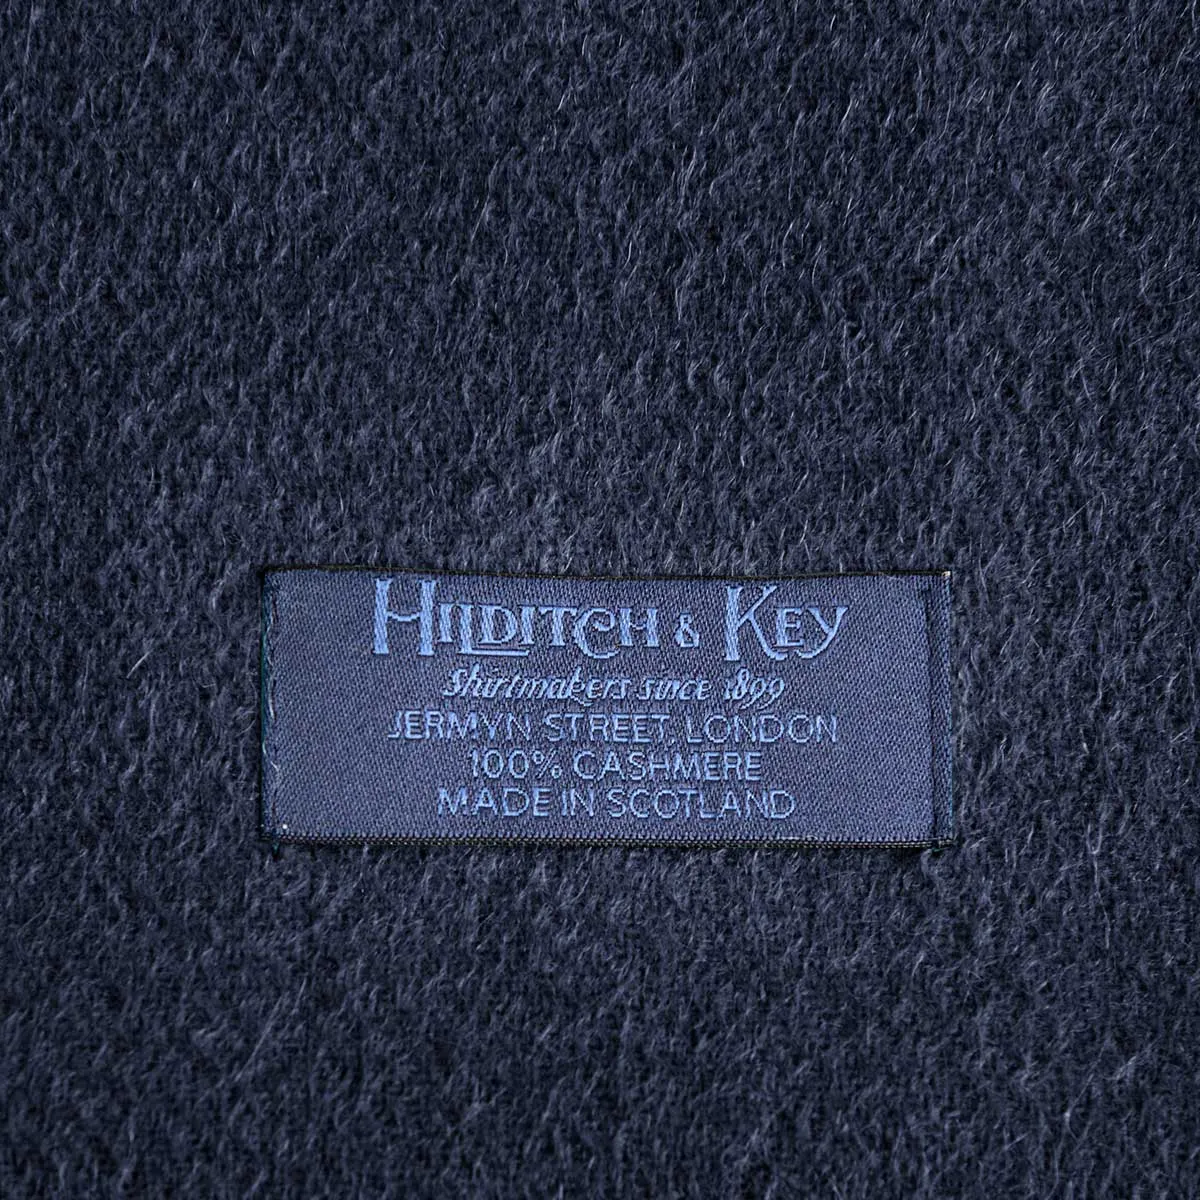 HILDITCH & KEY
Shirtmakers since 1899
JERMYN STREET, LONDON
100% CASHMERE
MADE IN SCOTLAND